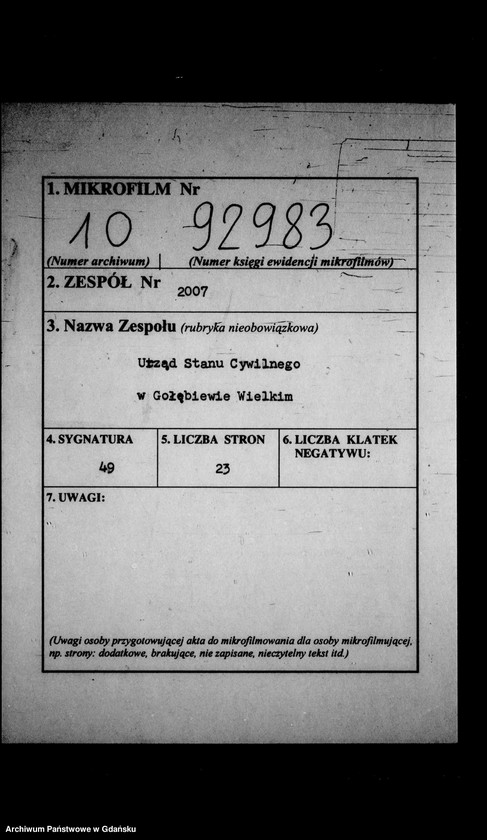 1. MIKROFILM Nr
10 92983
(Numer archiwum) (Numer księgi ewidencji mikrofilmów)
2. ZESPÓŁ Nr
2007
3. Nazwa Zespołu (rubryka nieobowiązkowa)
Urząd Stanu Cywilnego
w Gołębiewie Wielkim
4. SYGNATURA
49
5. LICZBA STRON
23
6. LICZBA KLATEK
NEGATYWU:
7. UWAGI:
(Uwagi osoby przygotowującej akta do mikrofilmowania dla osoby mikrofilmującej,
np. strony: dodatkowe, brakujące, nie zapisane, nieczytelny tekst itd.)
Archiwum Państwowe w Gdańsku